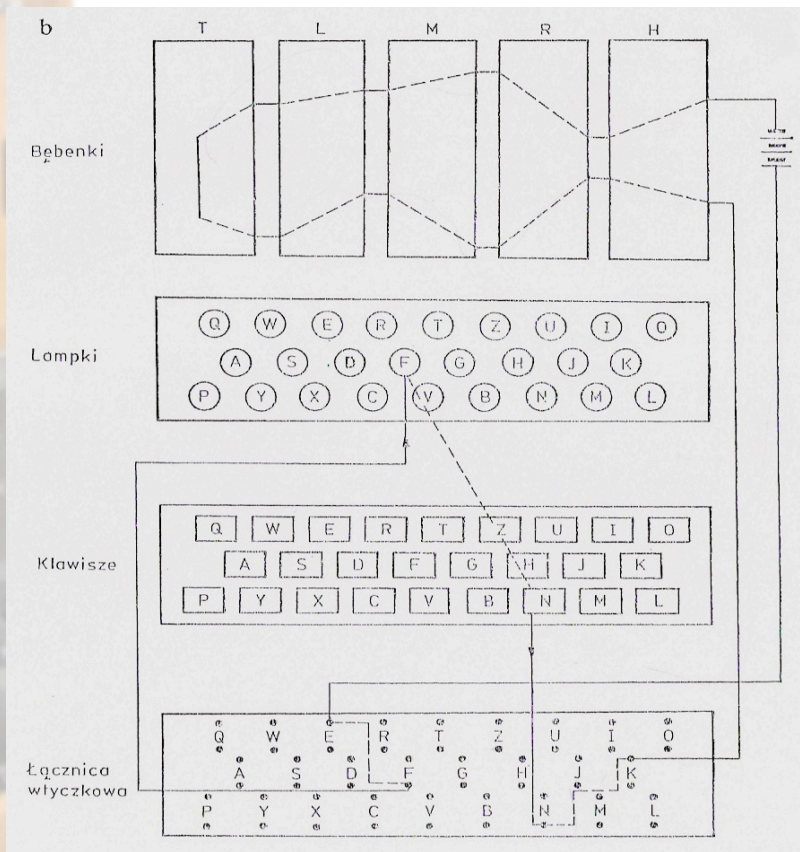 b
T L M R H
Bębenki
Lampki
Q W E R T Z U I O
A S D F G H J K
P Y X C V B N M L
Klawisze
Q W E R T Z U I O
A S D F G H J K
P Y X C V B N M L
Łącznica
wtyczkowa
Q W E R T Z U I O
A S D F G H J K
P Y X C V B N M L